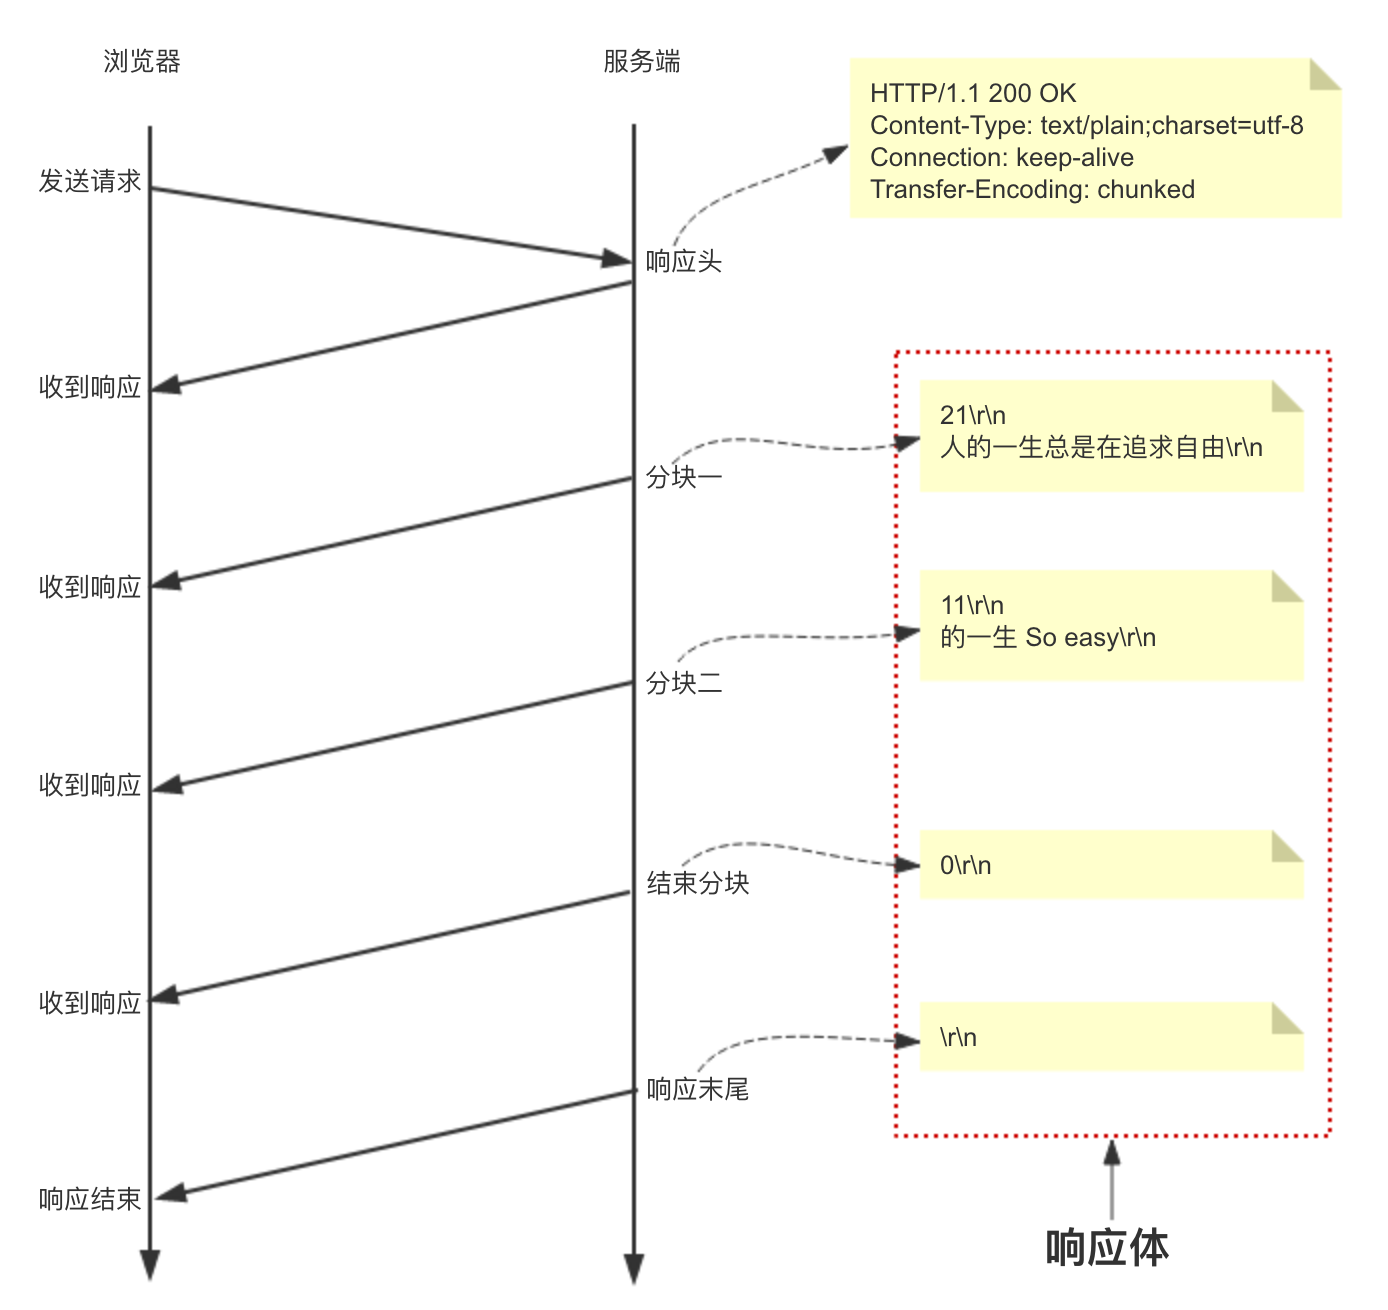 浏览器
服务端
HTTP/1.1 200 OK
Content-Type: text/plain;charset=utf-8
Connection: keep-alive
Transfer-Encoding: chunked
发送请求
响应头
收到响应
21\r\n
人的一生总是在追求自由\r\n
分块一
收到响应
11\r\n
的一生 So easy\r\n
分块二
收到响应
0\r\n
结束分块
收到响应
\r\n
响应末尾
响应结束
响应体